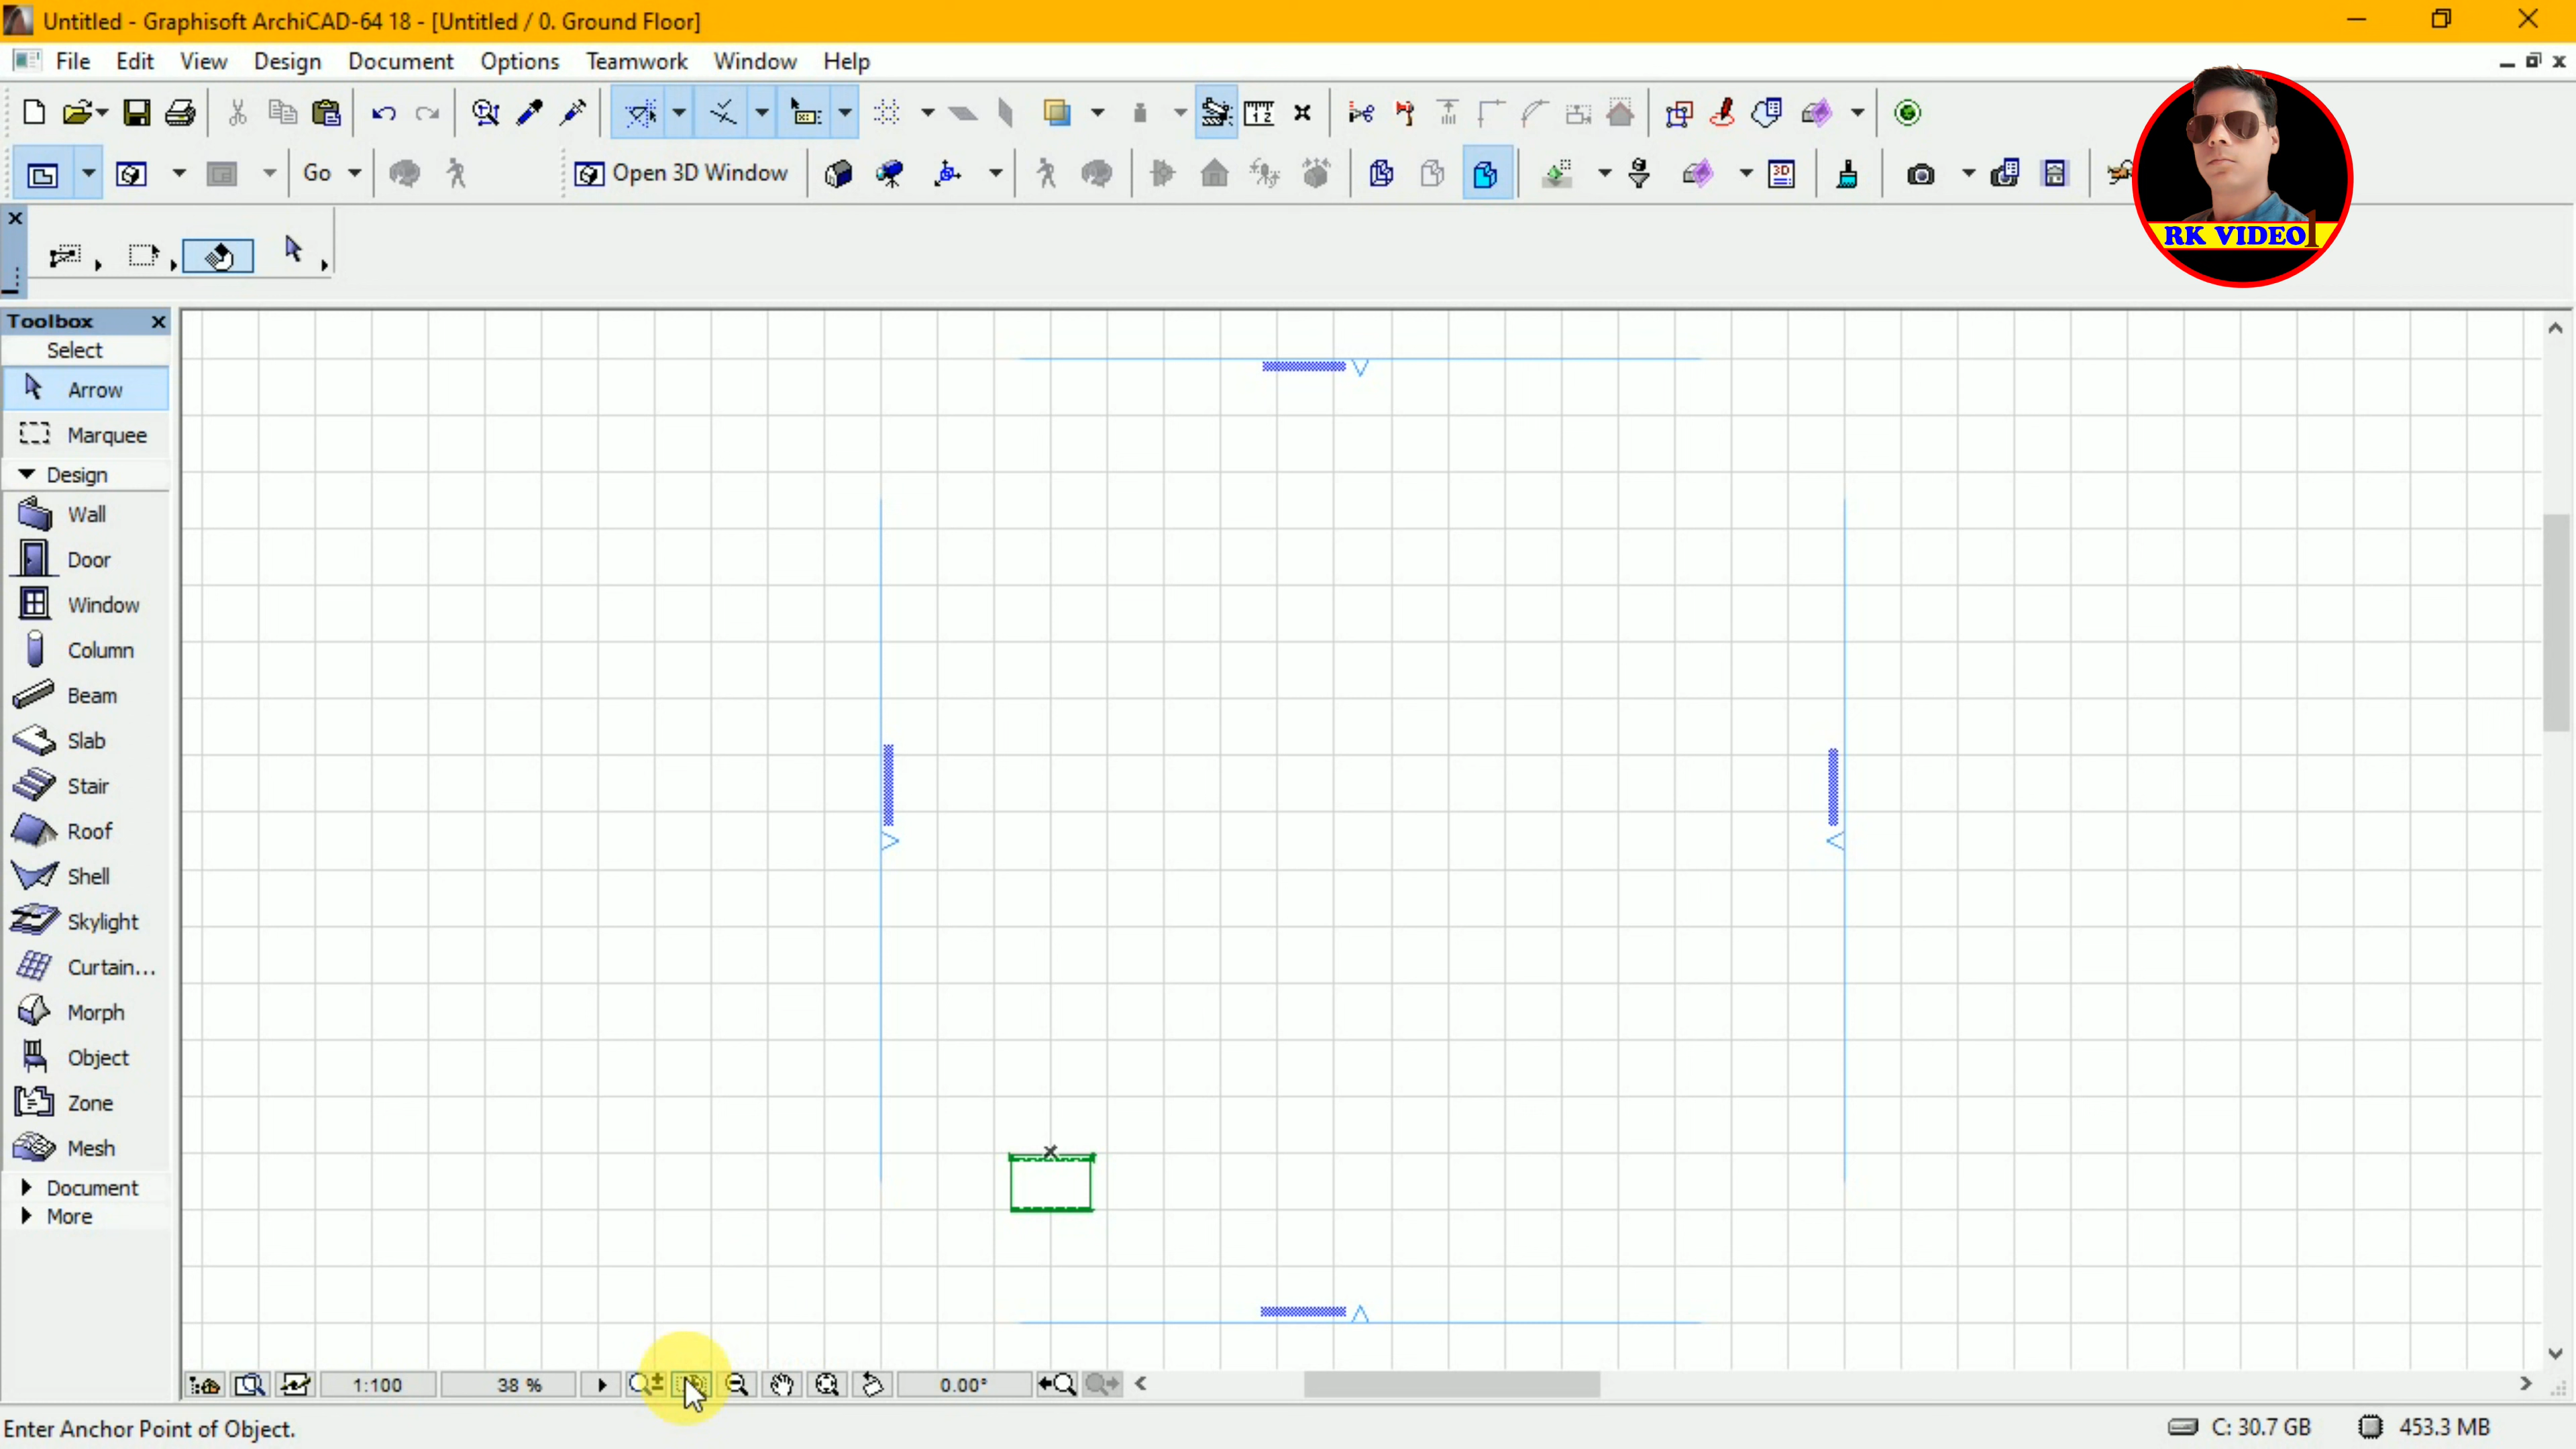 Untitled - Graphisoft ArchiCAD-64 18 - [Untitled / 0. Ground Floor]
File Edit View Design Document Options Teamwork Window Help
Go Open 3D Window 3D
RK VIDEO1
Toolbox
Select
Arrow
Marquee
Design
Wall
Door
Window
Column
Beam
Slab
Stair
Roof
Shell
Skylight
Curtain...
Morph
Object
Zone
Mesh
Document
More
1:100 38 % 0.00°
Enter Anchor Point of Object. C: 30.7 GB 453.3 MB